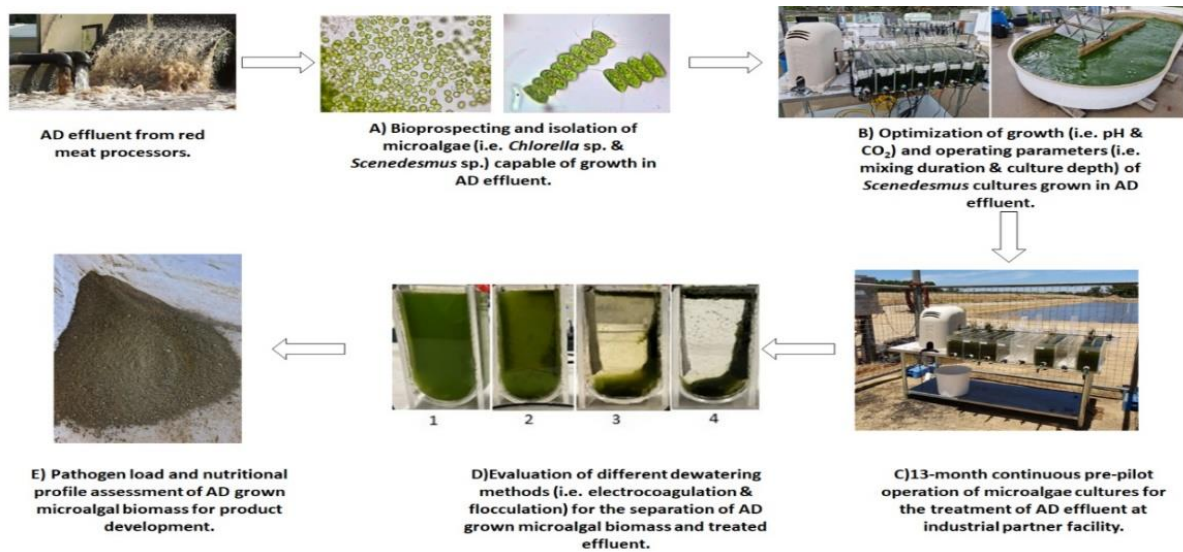 AD effluent from red
meat processors.
A) Bioprospecting and isolation of
microalgae (i.e. Chlorella sp. &
Scenedesmus sp.) capable of growth in
AD effluent.
B) Optimization of growth (i.e. pH &
CO₂) and operating parameters (i.e.
mixing duration & culture depth) of
Scenedesmus cultures grown in AD
effluent.
C)13-month continuous pre-pilot
operation of microalgae cultures for
the treatment of AD effluent at
industrial partner facility.
1 2 3 4
D)Evaluation of different dewatering
methods (i.e. electrocoagulation &
flocculation) for the separation of AD
grown microalgal biomass and treated
effluent.
E) Pathogen load and nutritional
profile assessment of AD grown
microalgal biomass for product
development.